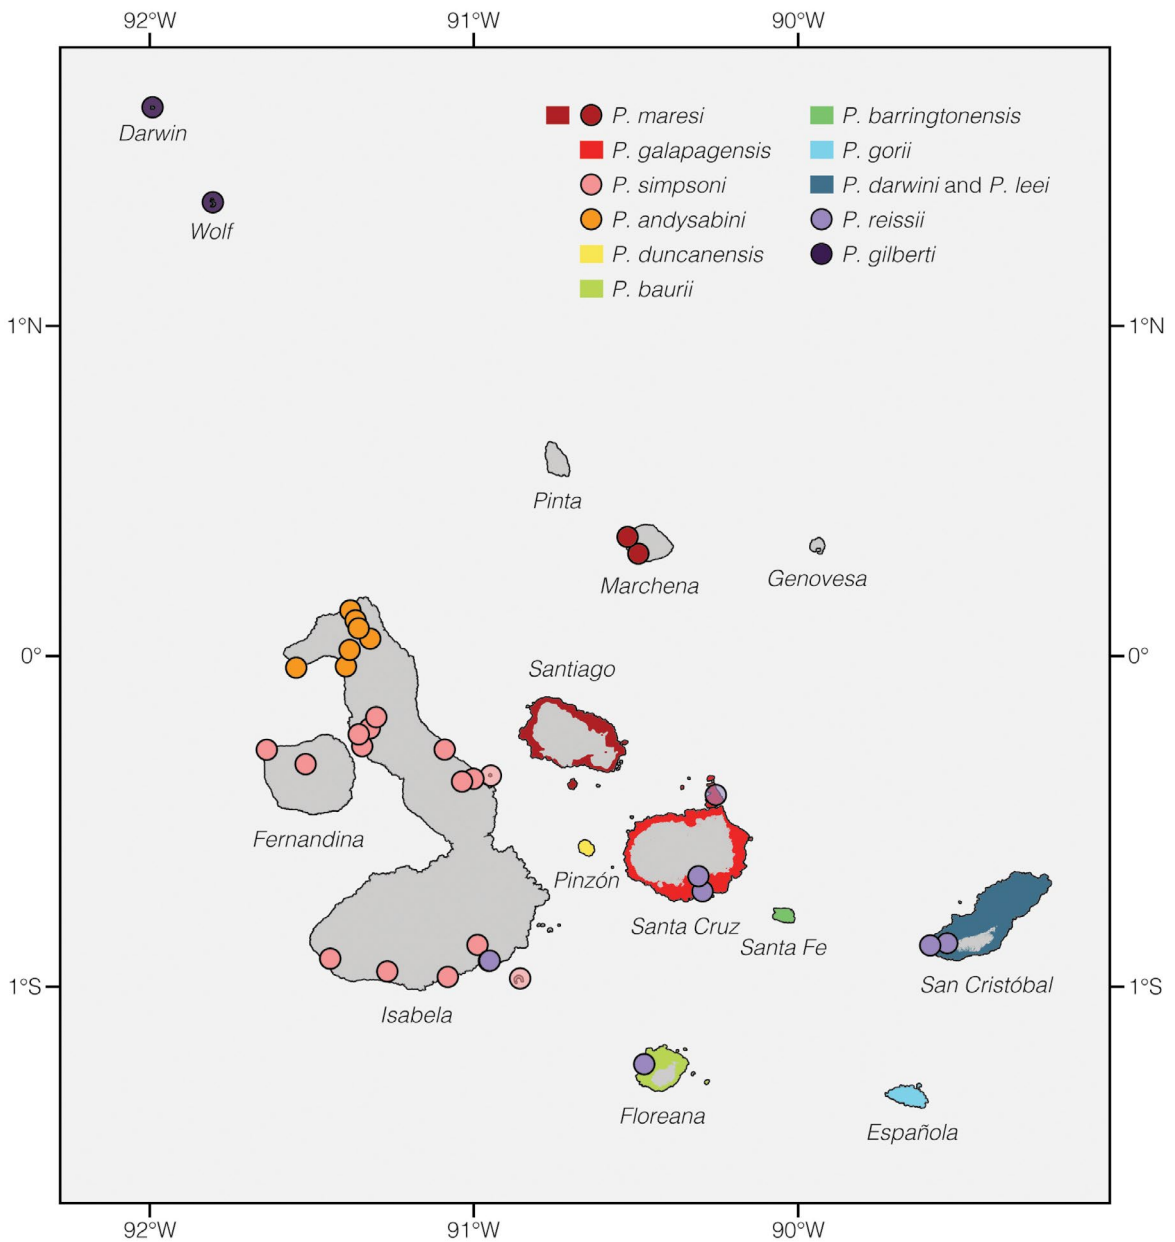 92°W 91°W 90°W
Darwin
Wolf
P. maresi
P. galapagensis
P. simpsoni
P. andysabini
P. duncanensis
P. baurii
P. barringtonensis
P. gorii
P. darwini and P. leei
P. reissii
P. gilberti
1°N 1°N
Pinta
Marchena
Genovesa
0° 0°
Santiago
Fernandina
Pinzón
Santa Cruz
Santa Fe
San Cristóbal
1°S 1°S
Isabela
Floreana
Española
92°W 91°W 90°W